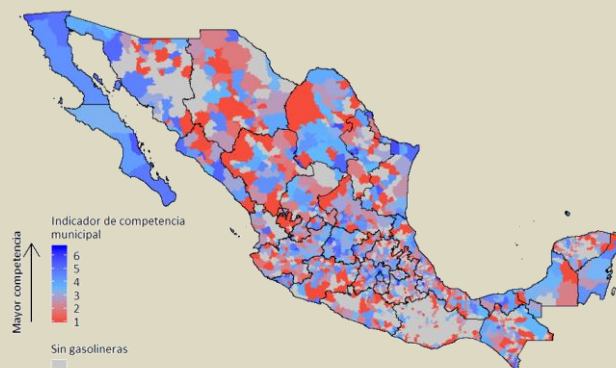 Mayor competencia
Indicador de competencia
municipal
6
5
4
3
2
1
Sin gasolineras